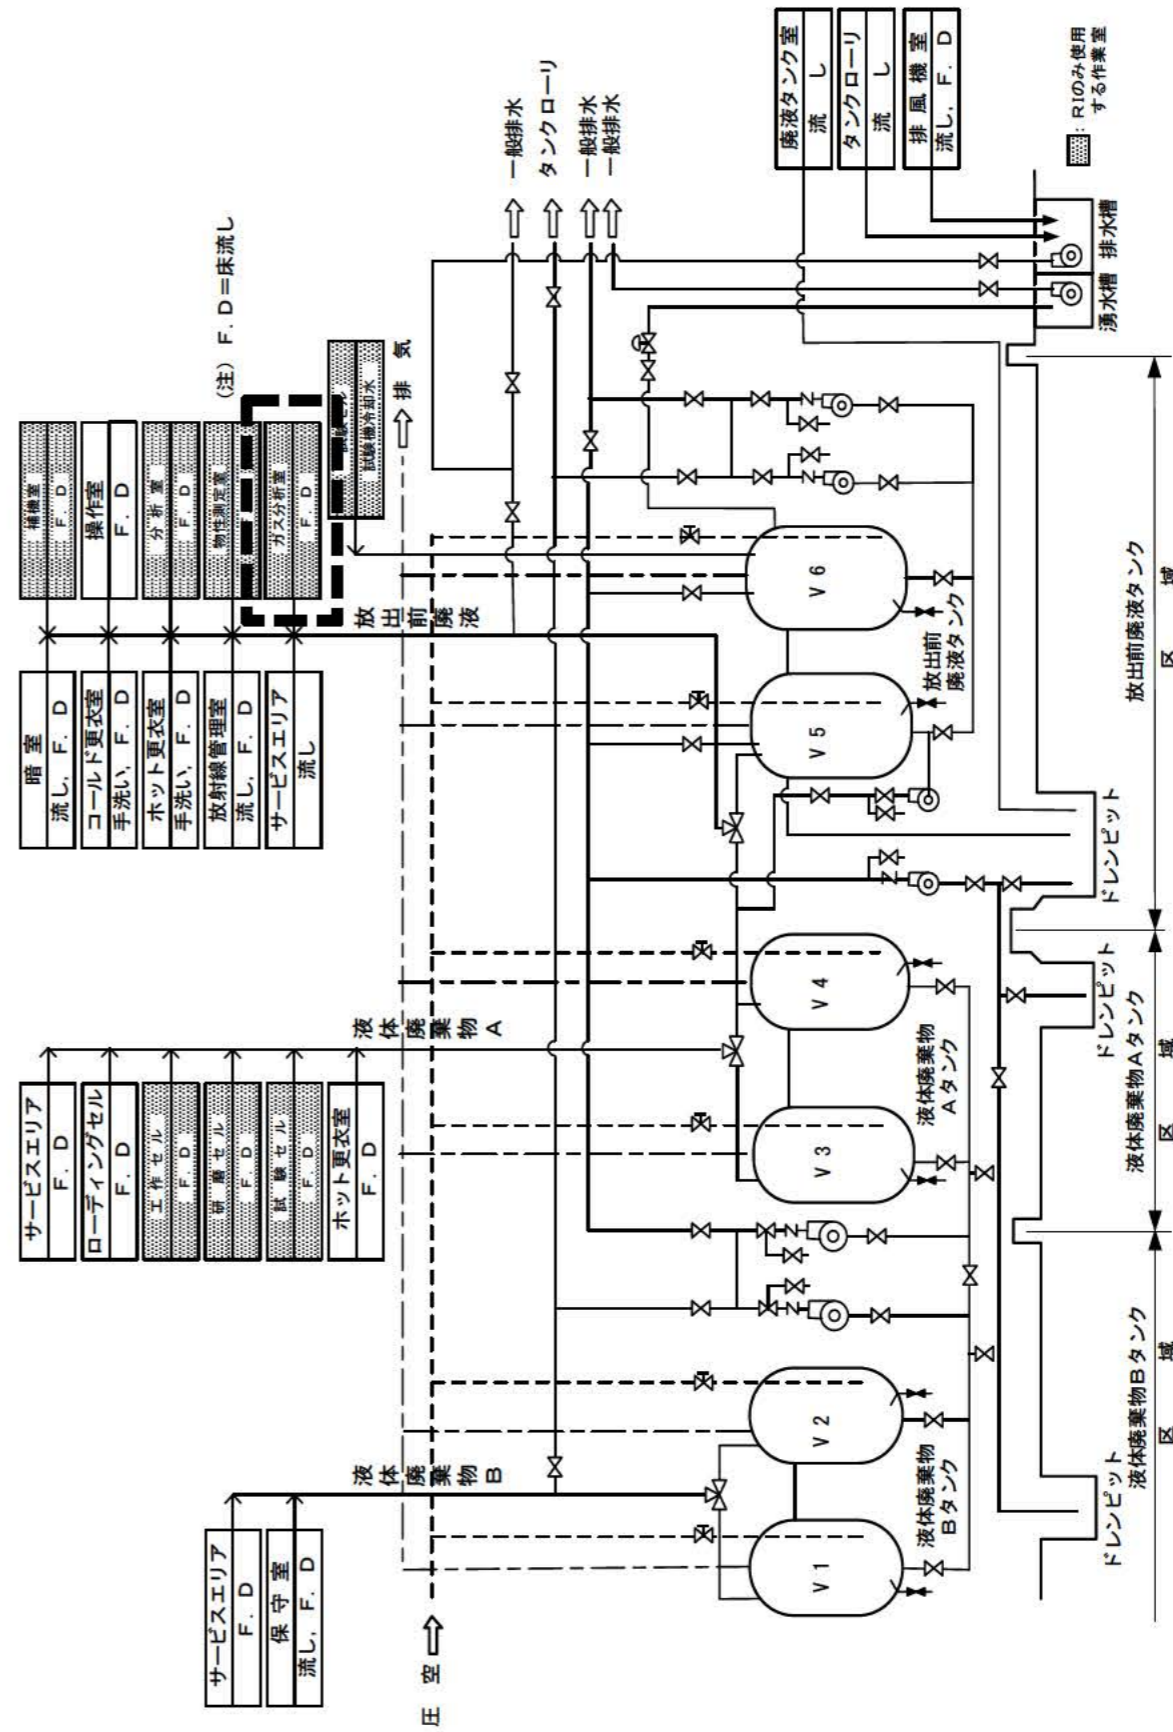 サービスエリア
F. D
保 守 室
流し, F. D
サービスエリア
F. D
ローディングセル
F. D
工 作 セ ル
F. D
研 磨 セ ル
F. D
試 験 セ ル
F. D
ホット更衣室
F. D
暗 室
流し, F. D
コールド更衣室
手洗い, F. D
ホット更衣室
手洗い, F. D
放射線管理室
流し, F. D
サービスエリア
流し
補機室
F. D
操作室
F. D
分 析 室
F. D
物性測定室
F. D
ガス分析室
F. D
(注) F. D=床流し
試験セル
試験機冷却水
排 気
圧 空
液体廃棄物B
液体廃棄物A
放出前廃液
一般排水
タンクローリ
一般排水
一般排水
廃液タンク室
流 し
タンクローリ
流 し
排 風 機 室
流し, F. D
V 1
V 2
V 3
V 4
V 5
V 6
液体廃棄物
Bタンク
液体廃棄物
Aタンク
放出前
廃液タンク
湧水槽
排水槽
: RIのみ使用
する作業室
ドレンピット
ドレンピット
ドレンピット
液体廃棄物Bタンク
区 域
液体廃棄物Aタンク
区 域
放出前廃液タンク
区 域